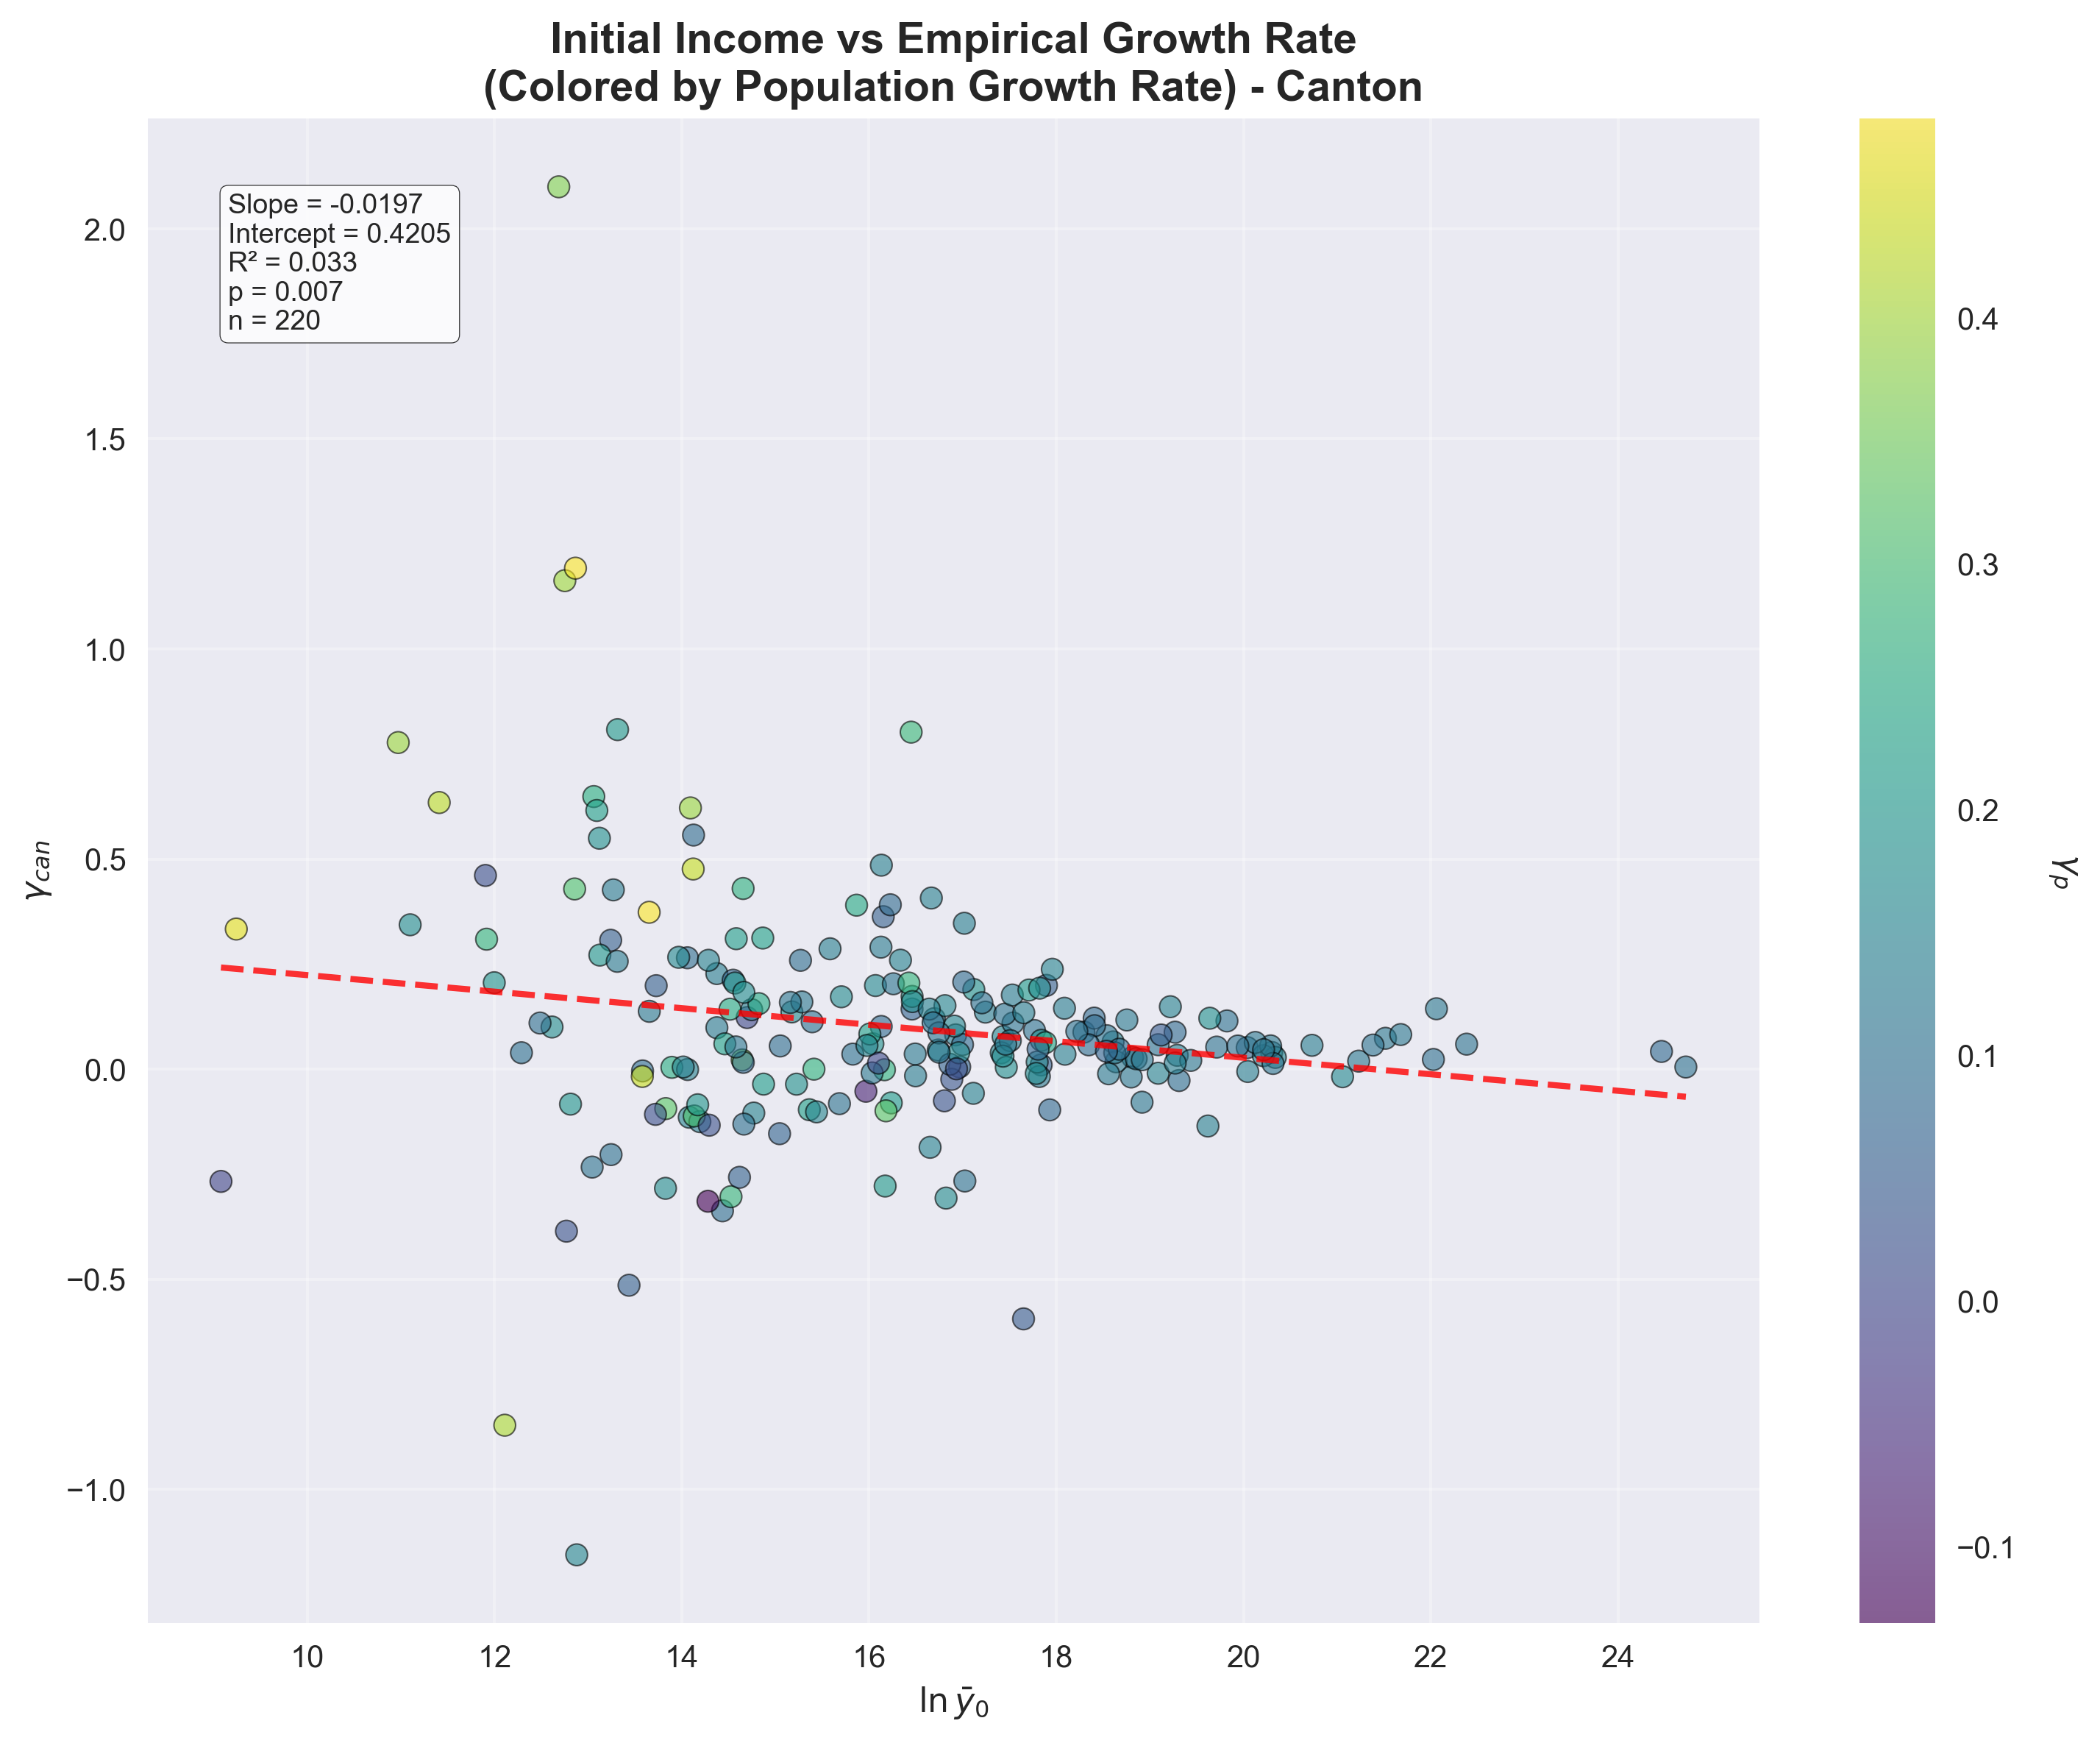 Initial Income vs Empirical Growth Rate
(Colored by Population Growth Rate) - Canton
Slope = -0.0197
Intercept = 0.4205
R² = 0.033
p = 0.007
n = 220
γcan
2.0
1.5
1.0
0.5
0.0
−0.5
−1.0
10 12 14 16 18 20 22 24
ln ȳ₀
0.4
0.3
0.2
0.1
0.0
−0.1
γp